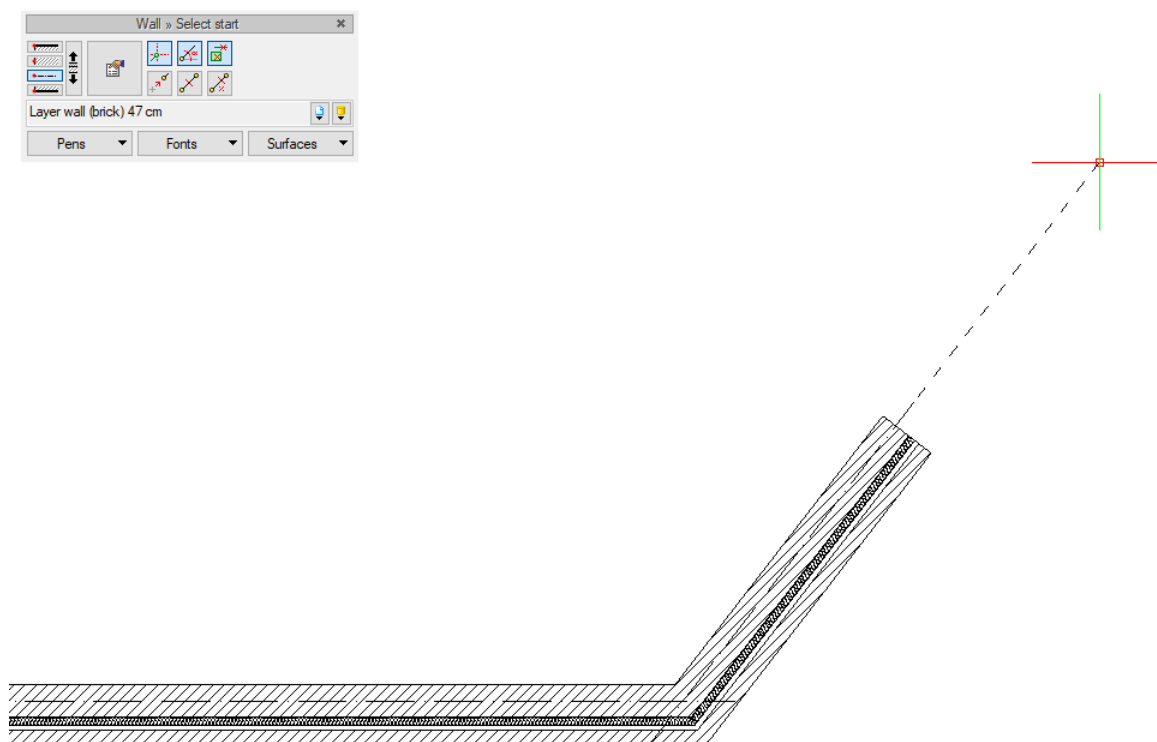 Wall » Select start
Layer wall (brick) 47 cm
Pens
Fonts
Surfaces